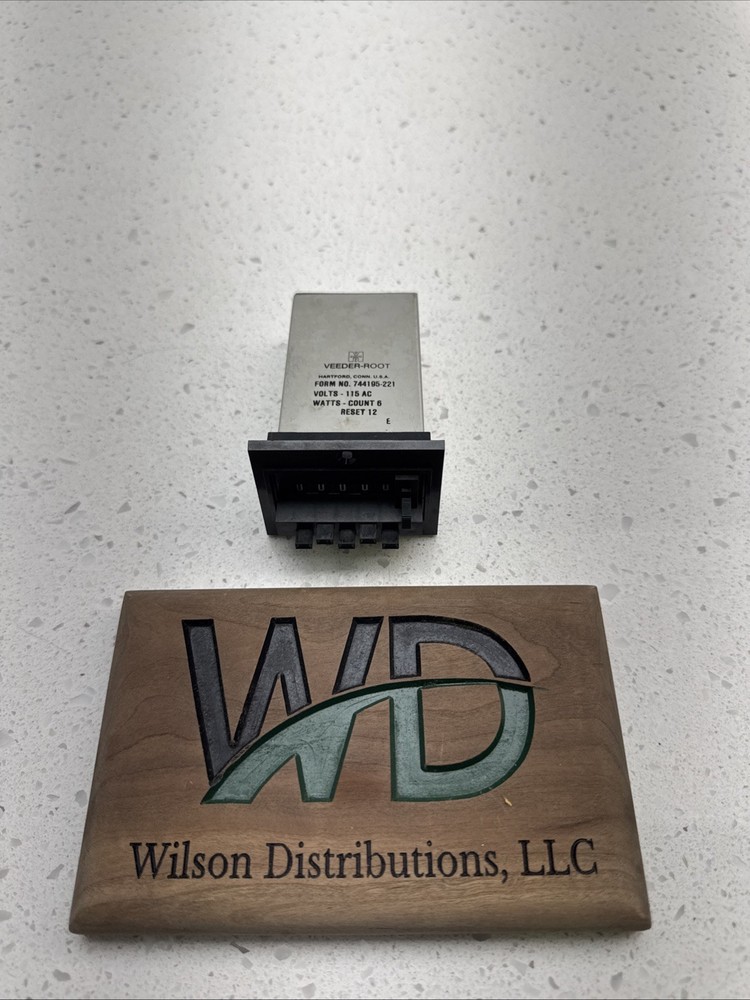 VEEDER-ROOT
HARTFORD, CONN. U.S.A.
FORM NO. 744195-221
VOLTS - 115 AC
WATTS - COUNT 6
RESET 12
E
WD
Wilson Distributions, LLC